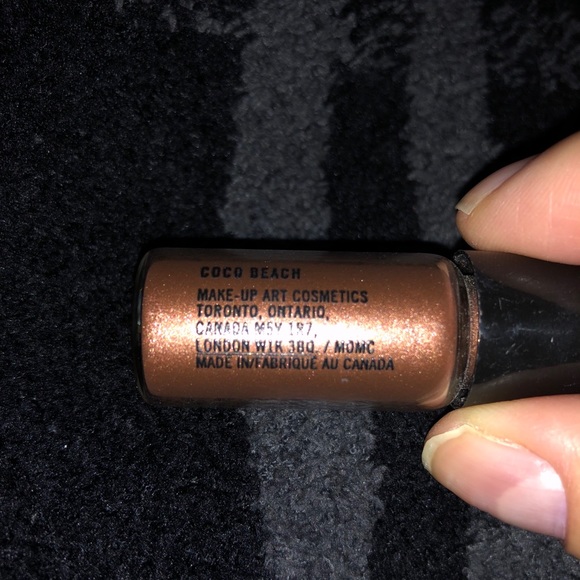 COCO BEACH
MAKE-UP ART COSMETICS
TORONTO, ONTARIO,
CANADA M5V 1R7,
LONDON W1K 3BQ / MOMC
MADE IN/FABRIQUÉ AU CANADA